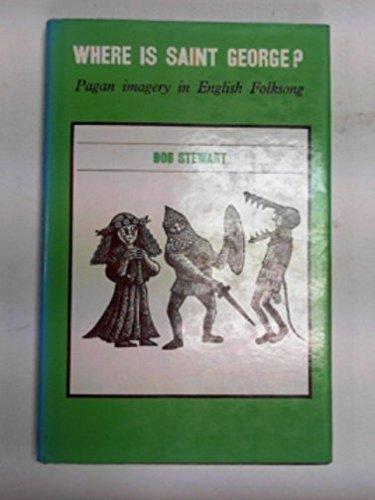 WHERE IS SAINT GEORGE?
Pagan imagery in English Folksong
BOB STEWART